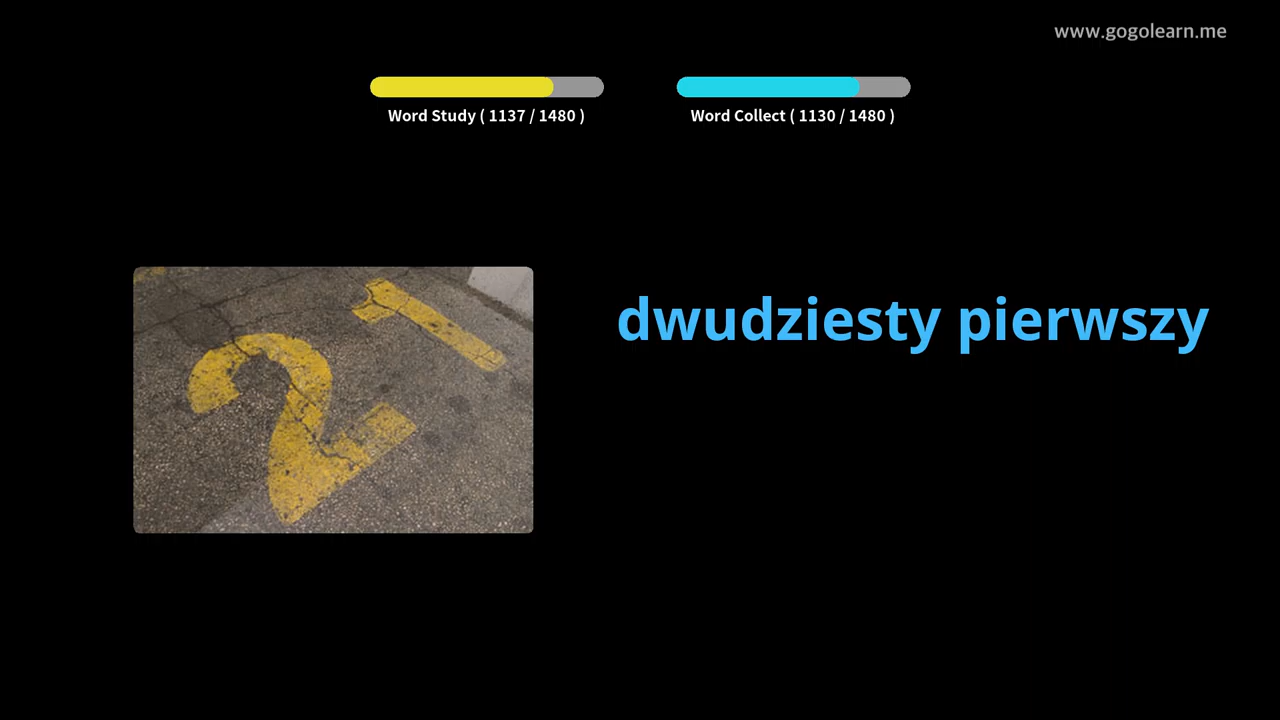 www.gogolearn.me
Word Study ( 1137 / 1480 )
Word Collect ( 1130 / 1480 )
21
dwudziesty pierwszy